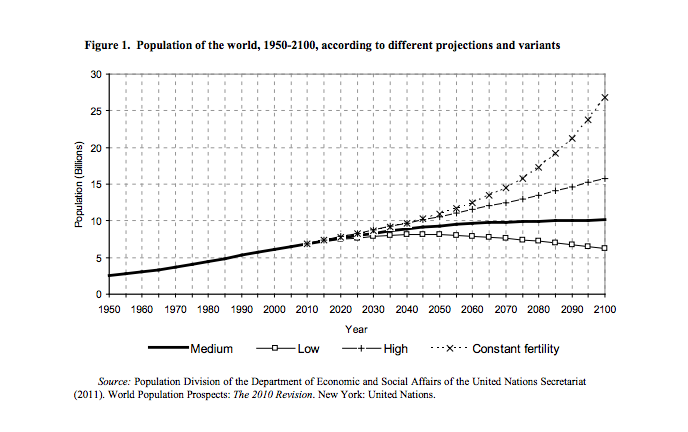 Figure 1. Population of the world, 1950-2100, according to different projections and variants
30
25
20
15
10
5
0
Population (Billions)
1950 1960 1970 1980 1990 2000 2010 2020 2030 2040 2050 2060 2070 2080 2090 2100
Year
Medium Low High Constant fertility
Source: Population Division of the Department of Economic and Social Affairs of the United Nations Secretariat
(2011). World Population Prospects: The 2010 Revision. New York: United Nations.